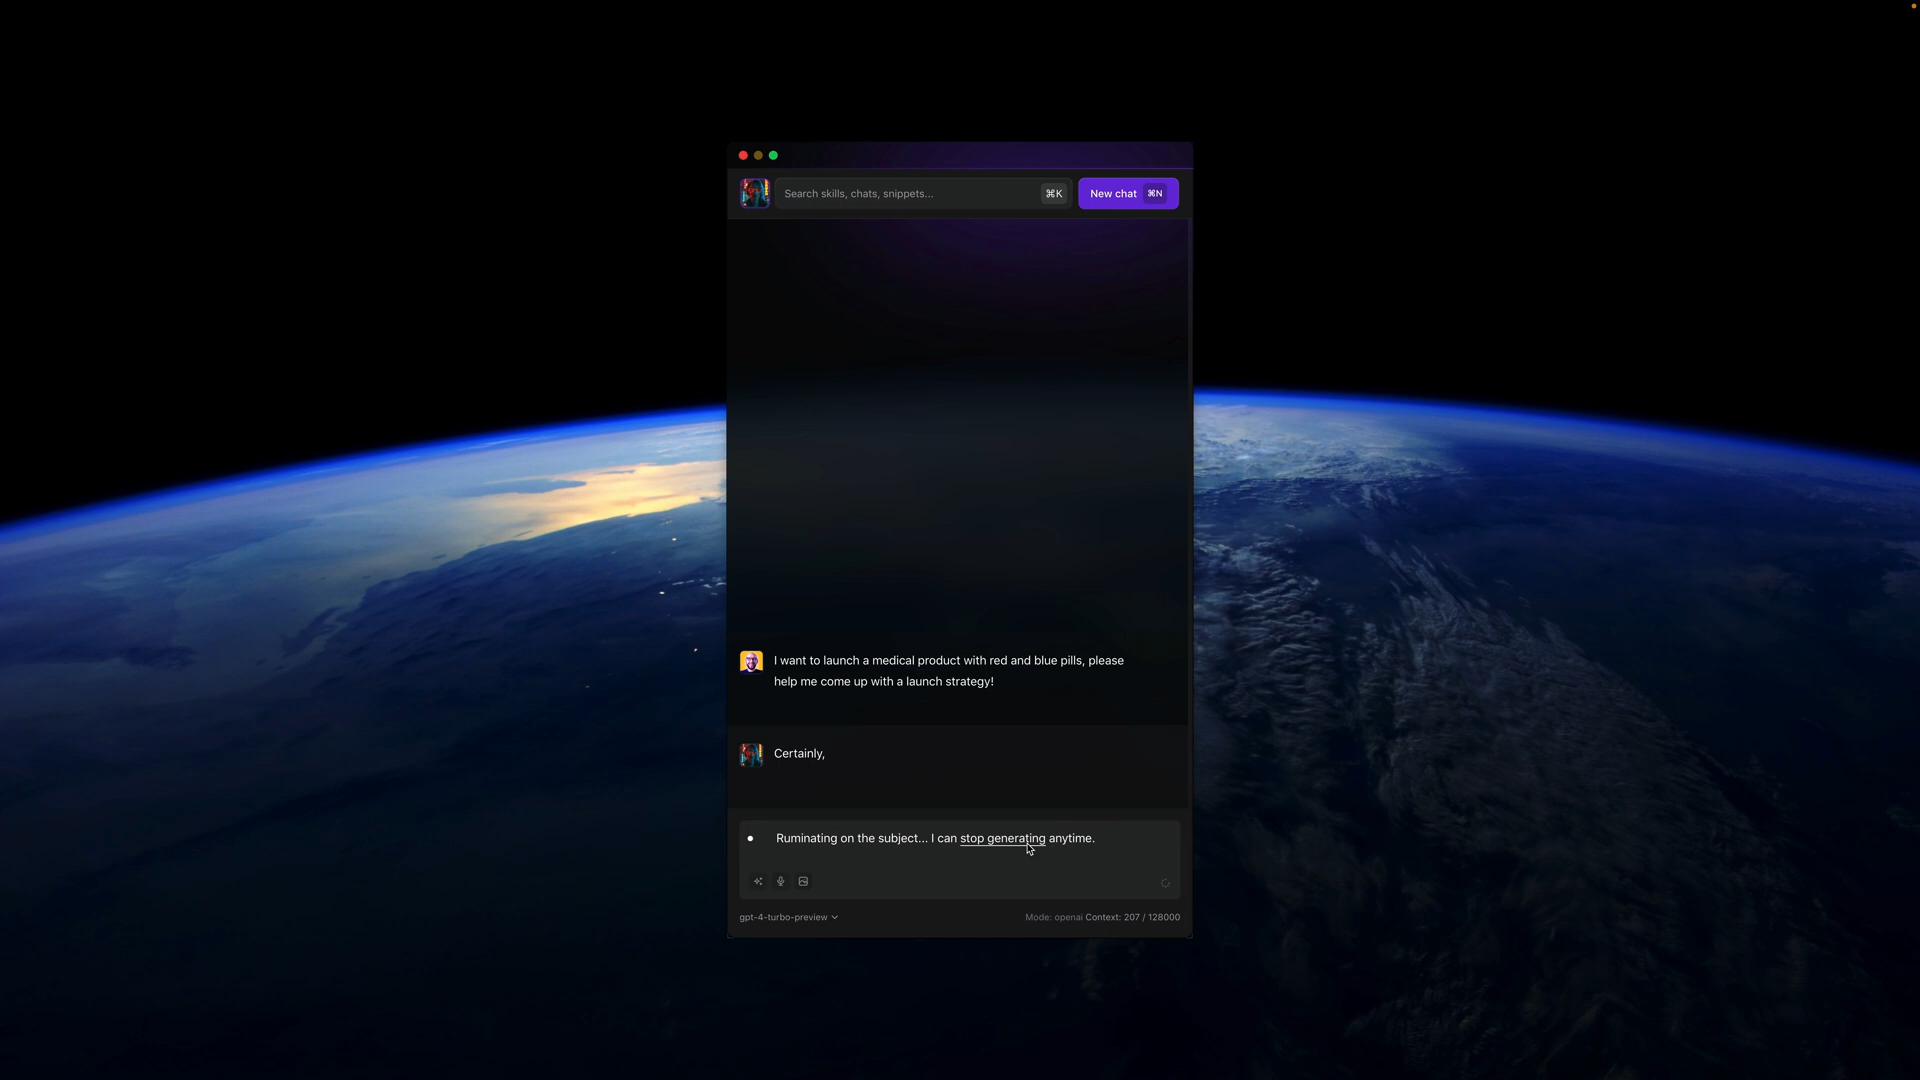 Search skills, chats, snippets... ⌘K New chat ⌘N
I want to launch a medical product with red and blue pills, please
help me come up with a launch strategy!
Certainly,
Ruminating on the subject... I can stop generating anytime.
gpt-4-turbo-preview Mode: openai Context: 207 / 128000